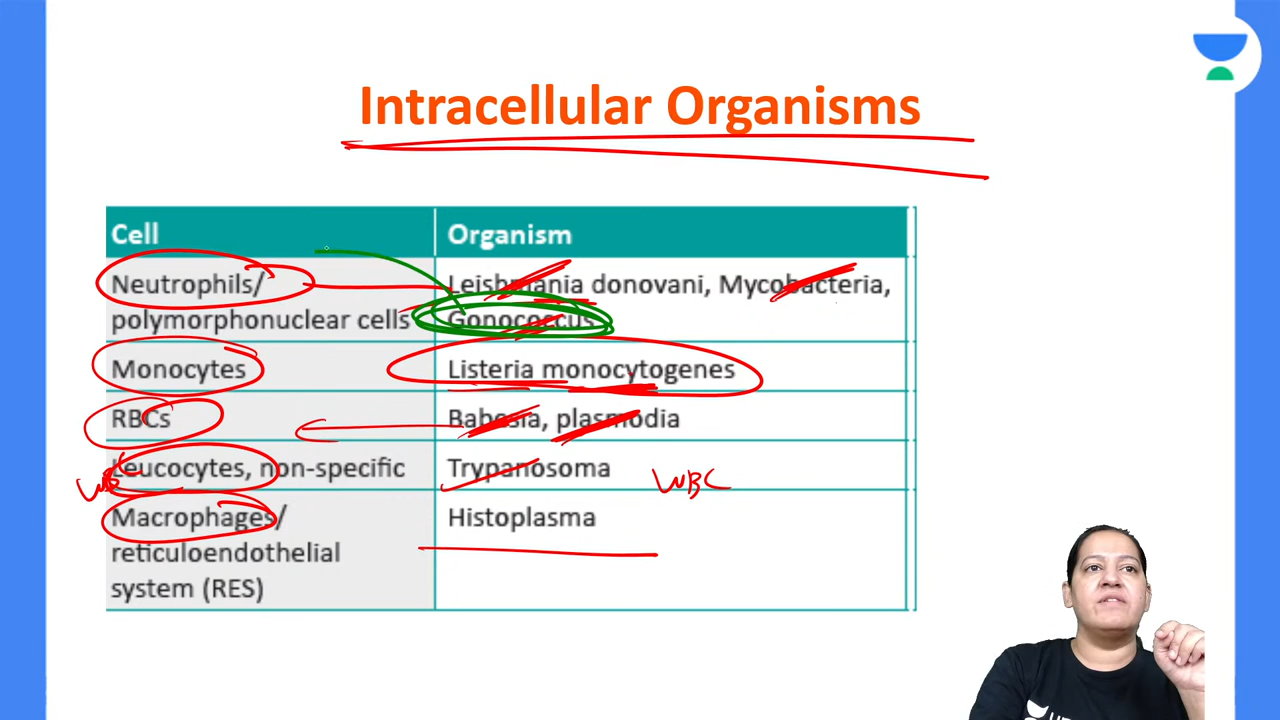 Intracellular Organisms
Cell Organism
Neutrophils/ Leishmania donovani, Mycobacteria,
polymorphonuclear cells Gonococcus
Monocytes Listeria monocytogenes
RBCs Babesia, plasmodia
Leucocytes, non-specific Trypanosoma
WBC WBC
Macrophages/ Histoplasma
reticuloendothelial
system (RES)